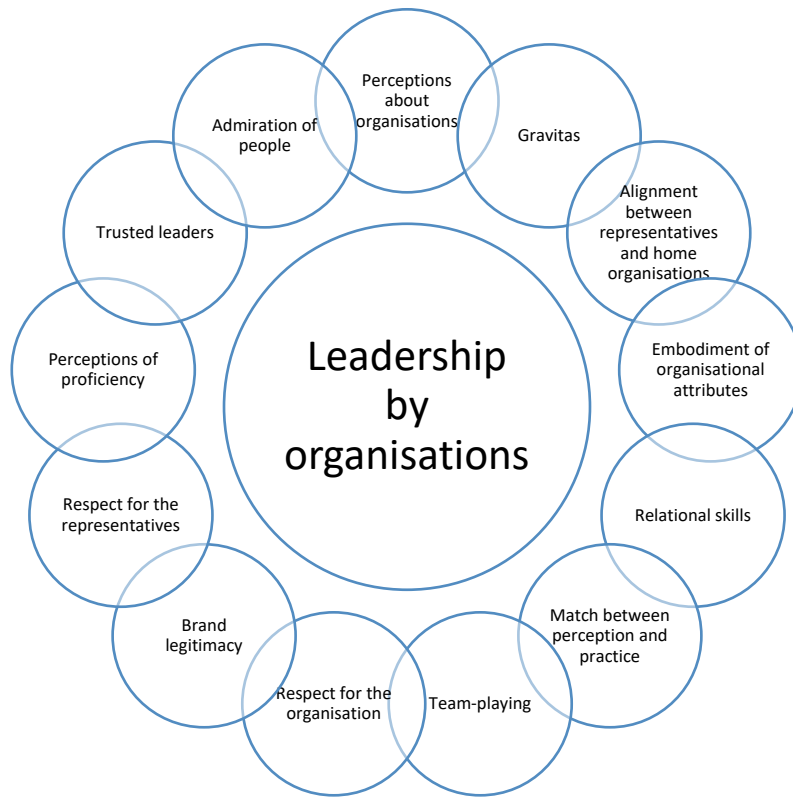 Perceptions
about
organisations
Gravitas
Alignment
between
representatives
and home
organisations
Embodiment of
organisational
attributes
Relational skills
Match between
perception and
practice
Team-playing
Respect for the
organisation
Brand
legitimacy
Respect for the
representatives
Perceptions of
proficiency
Trusted leaders
Admiration of
people
Leadership
by
organisations